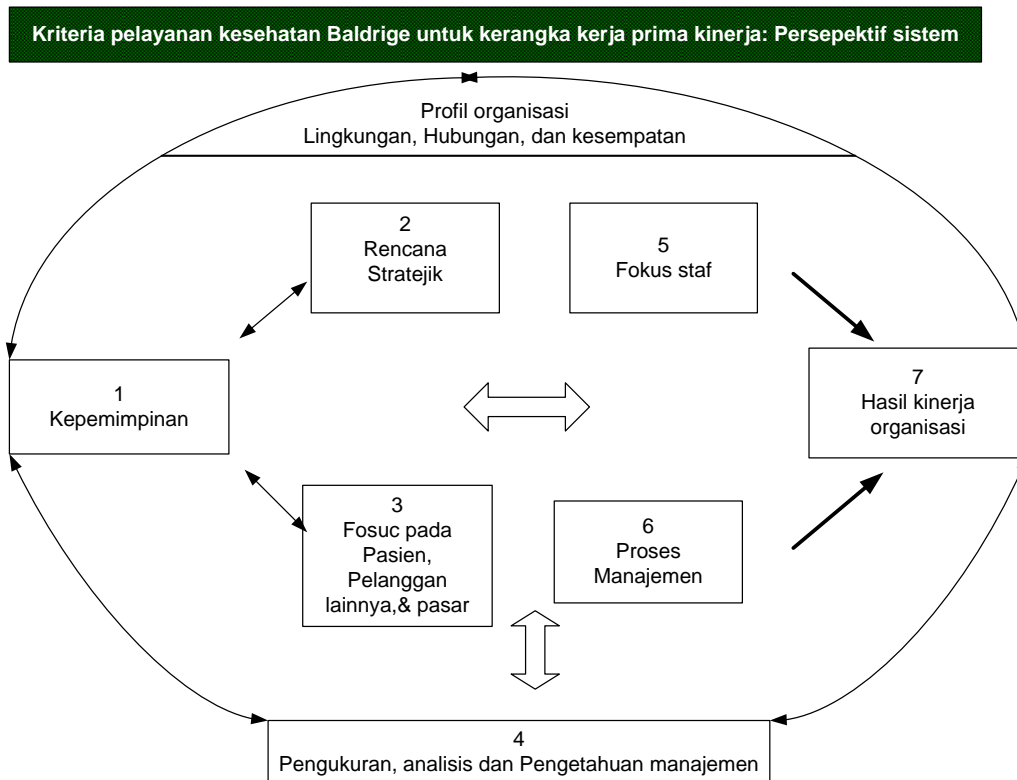 Kriteria pelayanan kesehatan Baldrige untuk kerangka kerja prima kinerja: Persepektif sistem
Profil organisasi
Lingkungan, Hubungan, dan kesempatan
2
Rencana
Stratejik
5
Fokus staf
1
Kepemimpinan
7
Hasil kinerja
organisasi
3
Fosuc pada
Pasien,
Pelanggan
lainnya,& pasar
6
Proses
Manajemen
4
Pengukuran, analisis dan Pengetahuan manajemen